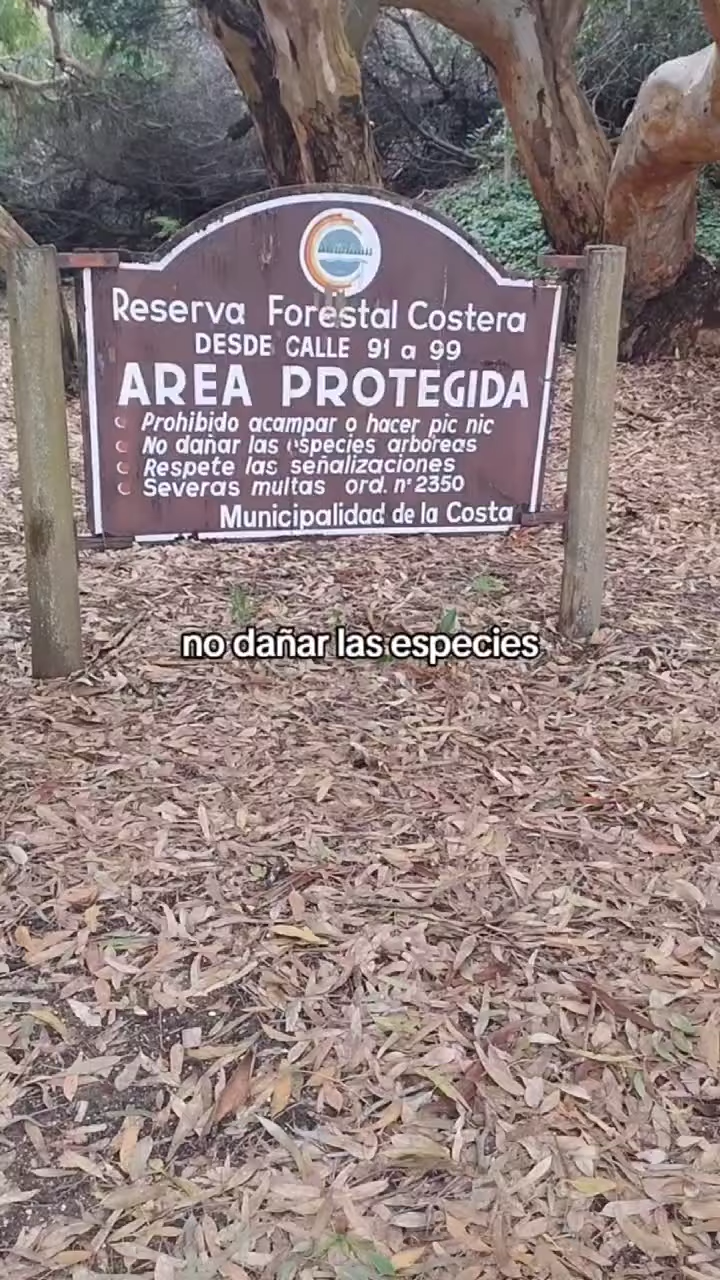 Reserva Forestal Costera
DESDE CALLE 91 a 99
AREA PROTEGIDA
Prohibido acampar o hacer pic nic
No dañar las especies arboreas
Respete las señalizaciones
Severas multas ord. nº 2350
Municipalidad de la Costa
no dañar las especies